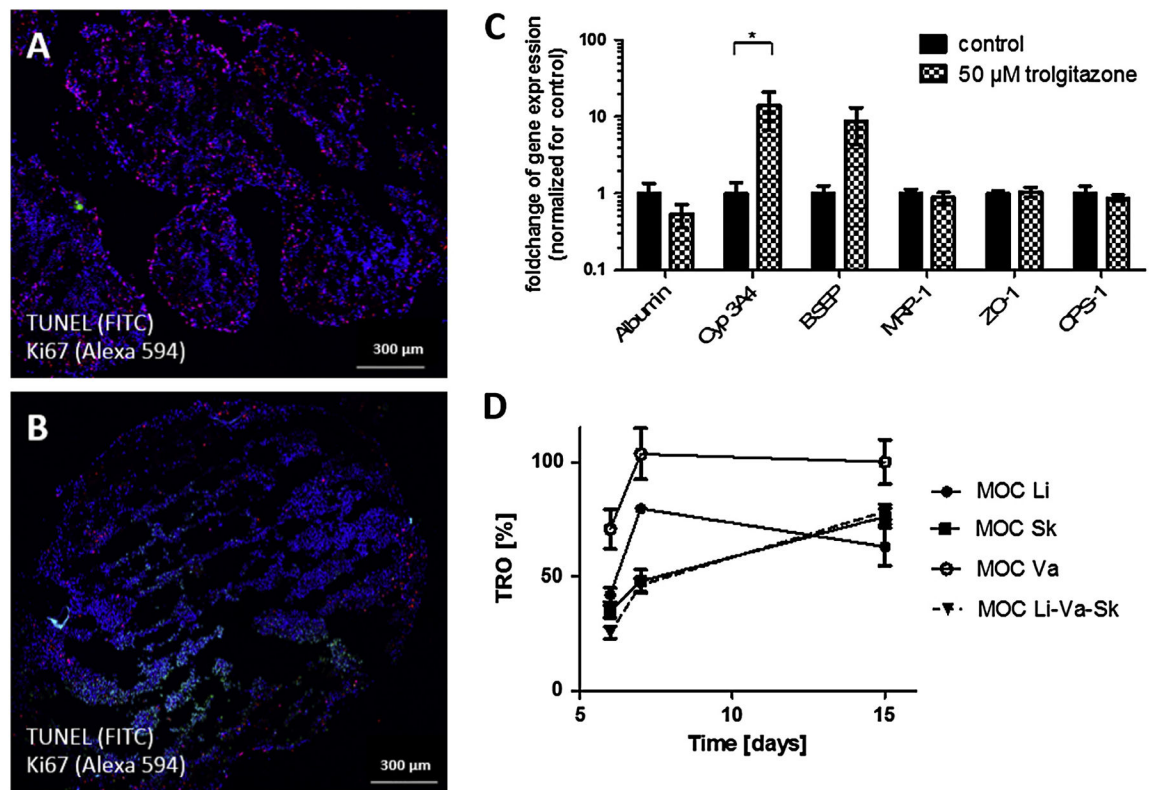 A
TUNEL (FITC)
Ki67 (Alexa 594)
300 µm
B
TUNEL (FITC)
Ki67 (Alexa 594)
300 µm
C
foldchange of gene expression
(normalized for control)
100
10
1
0.1
*
control
50 µM trolgitazone
Albumin
Cyp 3A4
BSEP
MRP-1
ZO-1
CPS-1
D
TRO [%]
100
50
0
5
10
15
Time [days]
MOC Li
MOC Sk
MOC Va
MOC Li-Va-Sk